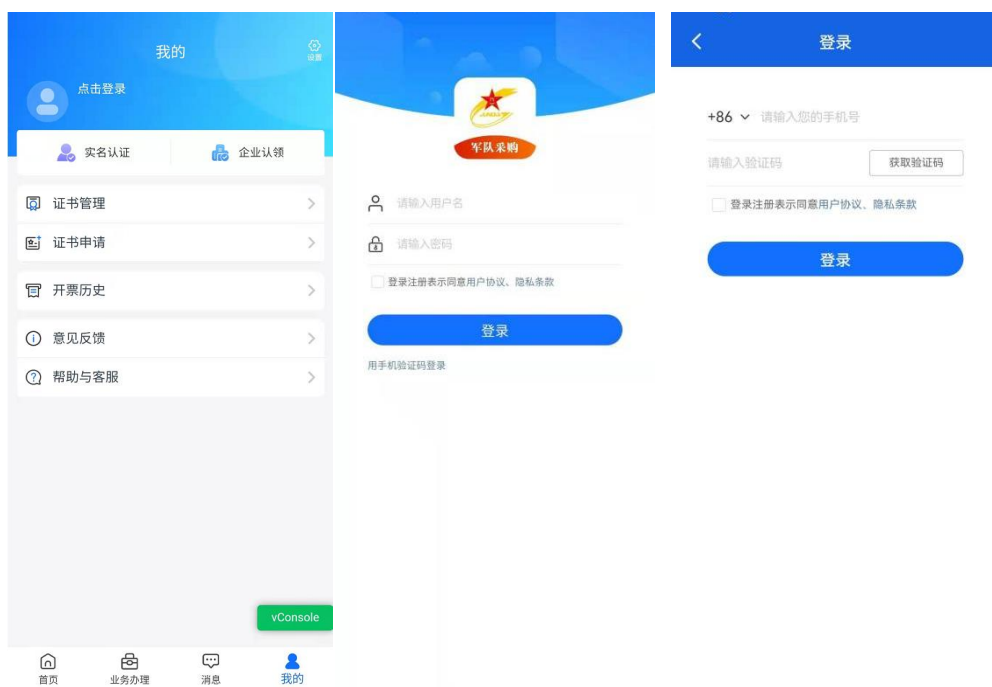 我的
设置
点击登录
实名认证
企业认领
证书管理
证书申请
开票历史
意见反馈
帮助与客服
vConsole
首页
业务办理
消息
我的
军队采购
请输入用户名
请输入密码
登录注册表示同意用户协议、隐私条款
登录
用手机验证码登录
登录
+86 请输入您的手机号
请输入验证码 获取验证码
登录注册表示同意用户协议、隐私条款
登录